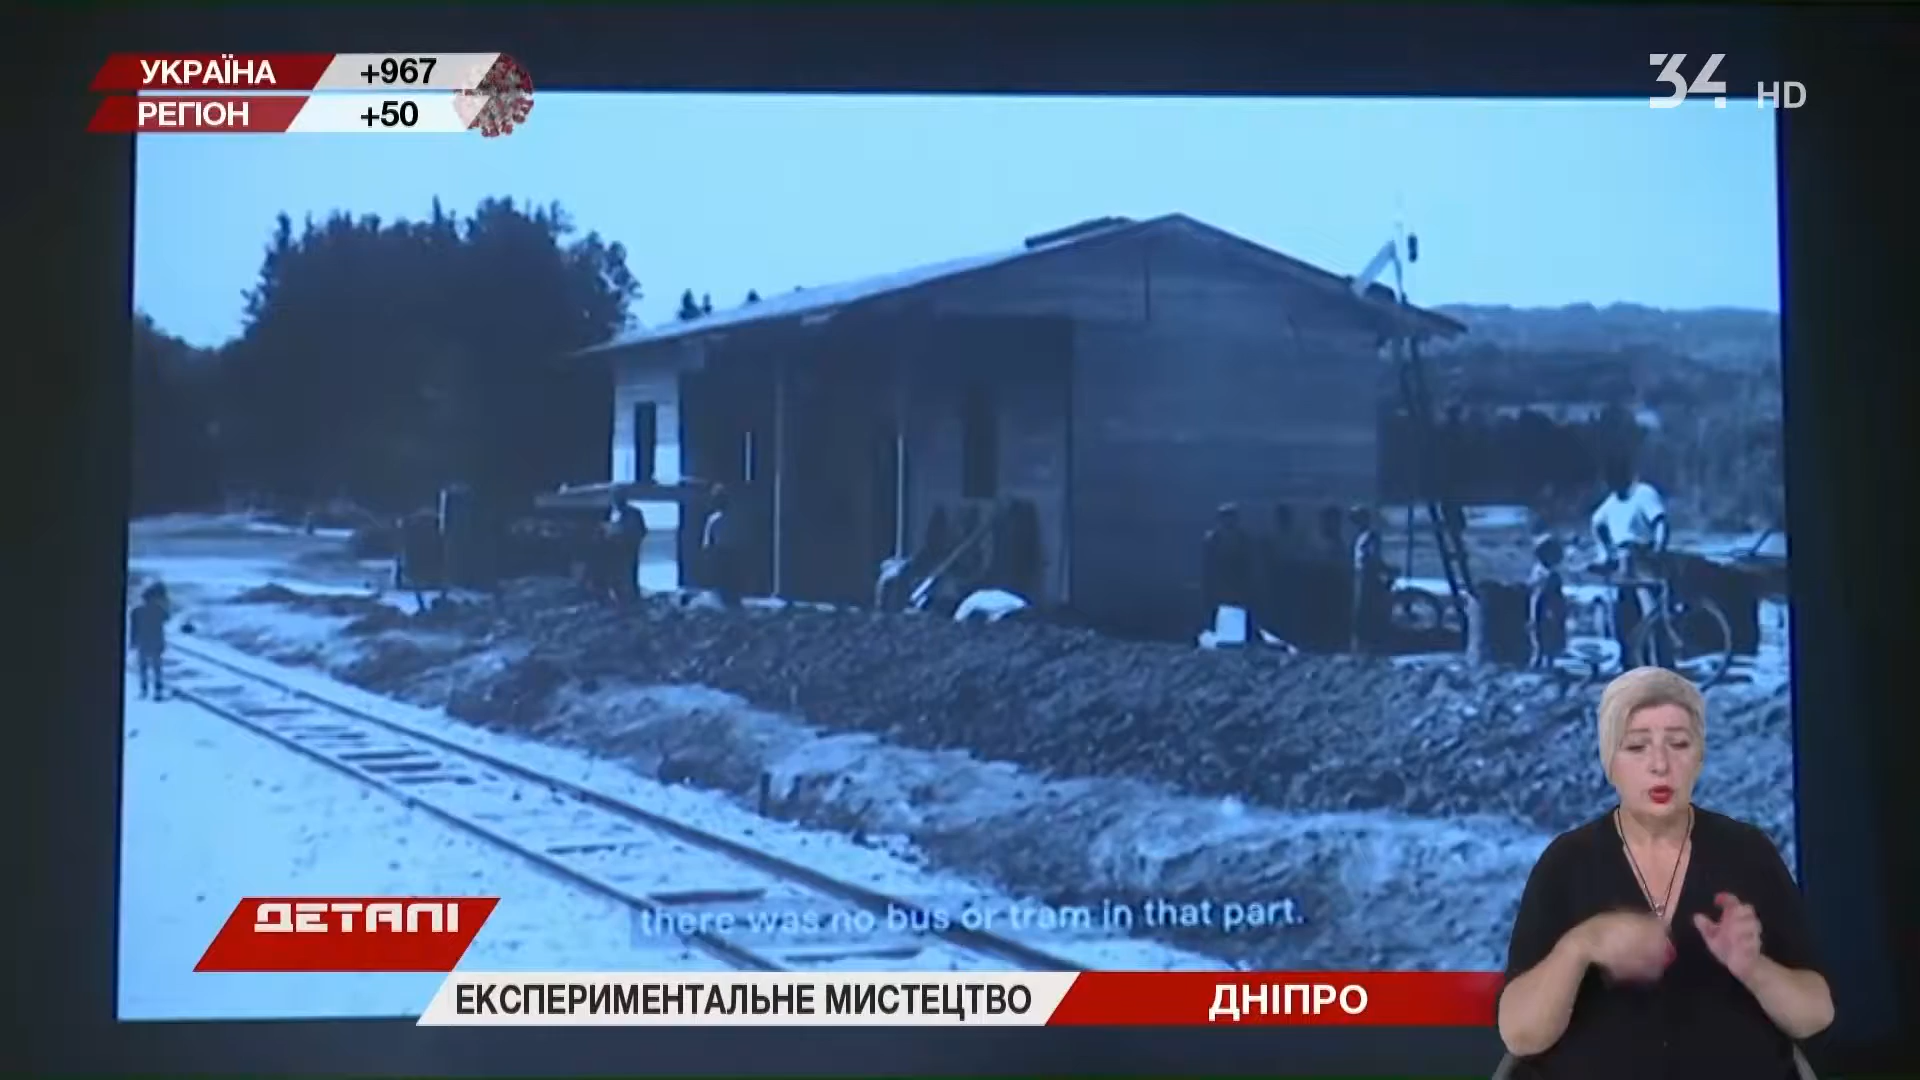 УКРАЇНА +967
РЕГІОН +50
34 HD
there was no bus or tram in that part.
ДЕТАЛІ
ЕКСПЕРИМЕНТАЛЬНЕ МИСТЕЦТВО ДНІПРО